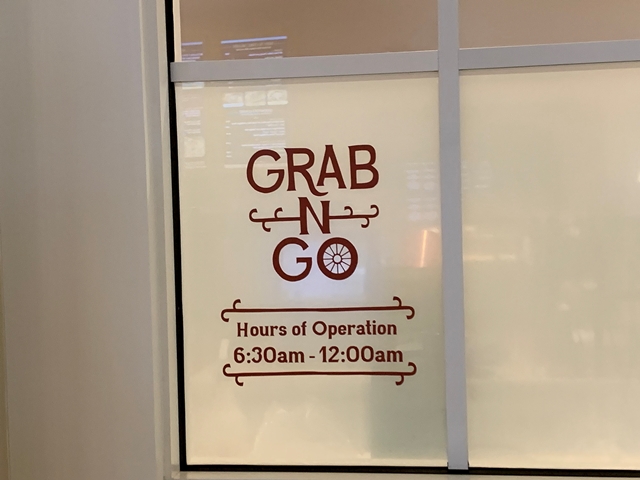 GRAB
N
GO
Hours of Operation
6:30am - 12:00am